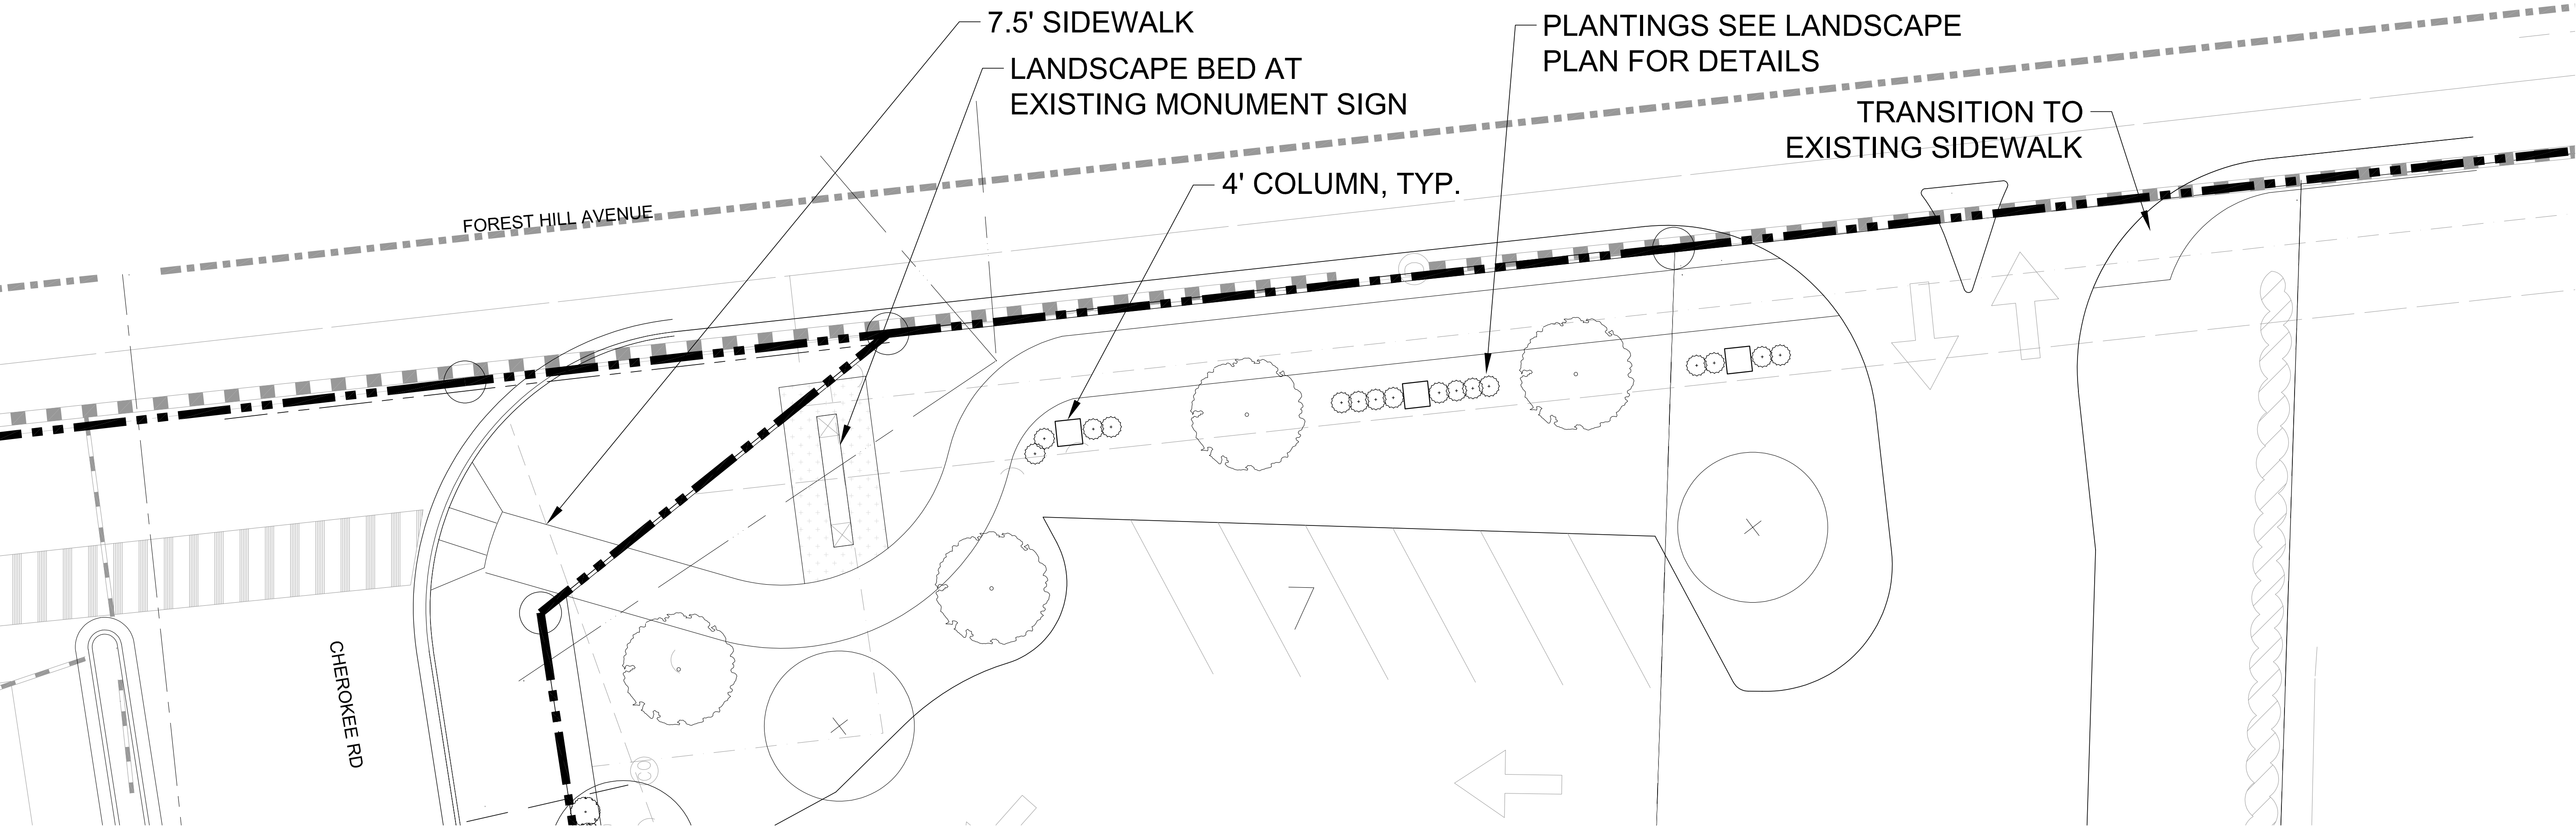 7.5' SIDEWALK
LANDSCAPE BED AT
EXISTING MONUMENT SIGN
PLANTINGS SEE LANDSCAPE
PLAN FOR DETAILS
TRANSITION TO
EXISTING SIDEWALK
4' COLUMN, TYP.
FOREST HILL AVENUE
CHEROKEE RD
CO